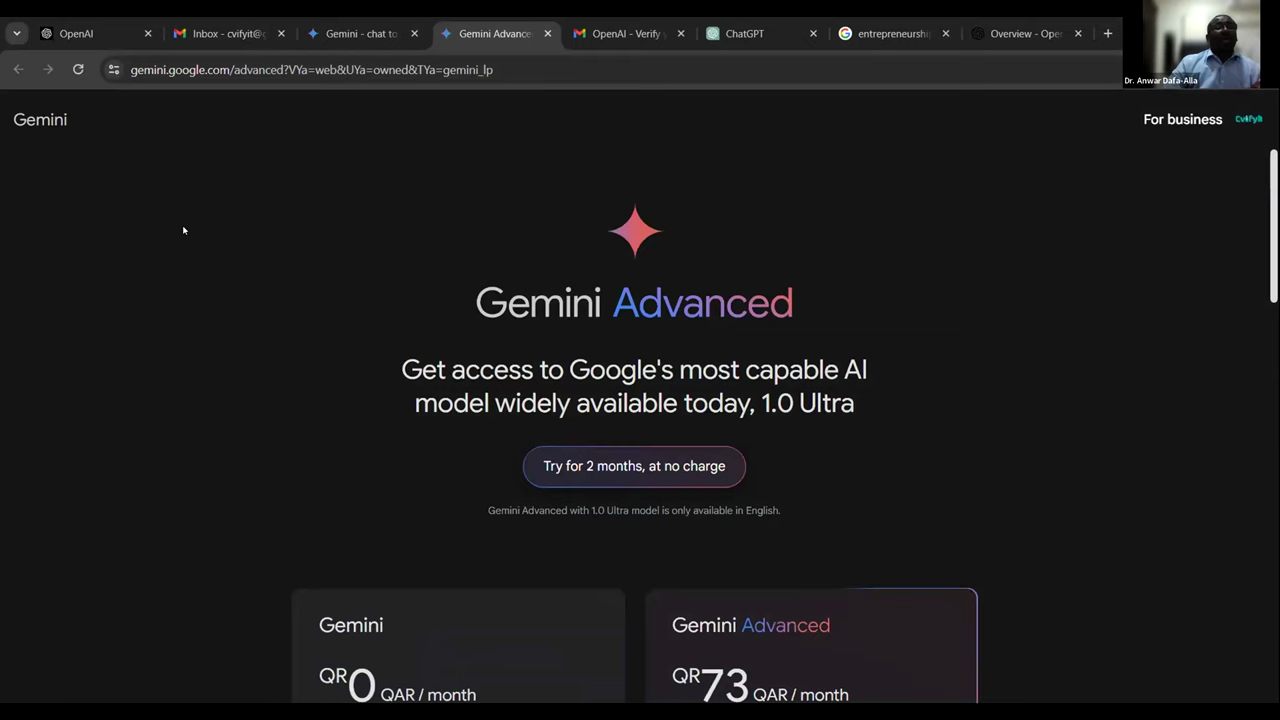 OpenAI
Inbox - cvifyit@g
Gemini - chat to
Gemini Advance
OpenAI - Verify y
ChatGPT
entrepreneurshi
Overview - Open
gemini.google.com/advanced?VYa=web&UYa=owned&TYa=gemini_lp
Dr. Anwar Dafa-Alla
Gemini
For business
CvifyIt
Gemini Advanced
Get access to Google's most capable AI
model widely available today, 1.0 Ultra
Try for 2 months, at no charge
Gemini Advanced with 1.0 Ultra model is only available in English.
Gemini
QR0 QAR / month
Gemini Advanced
QR73 QAR / month